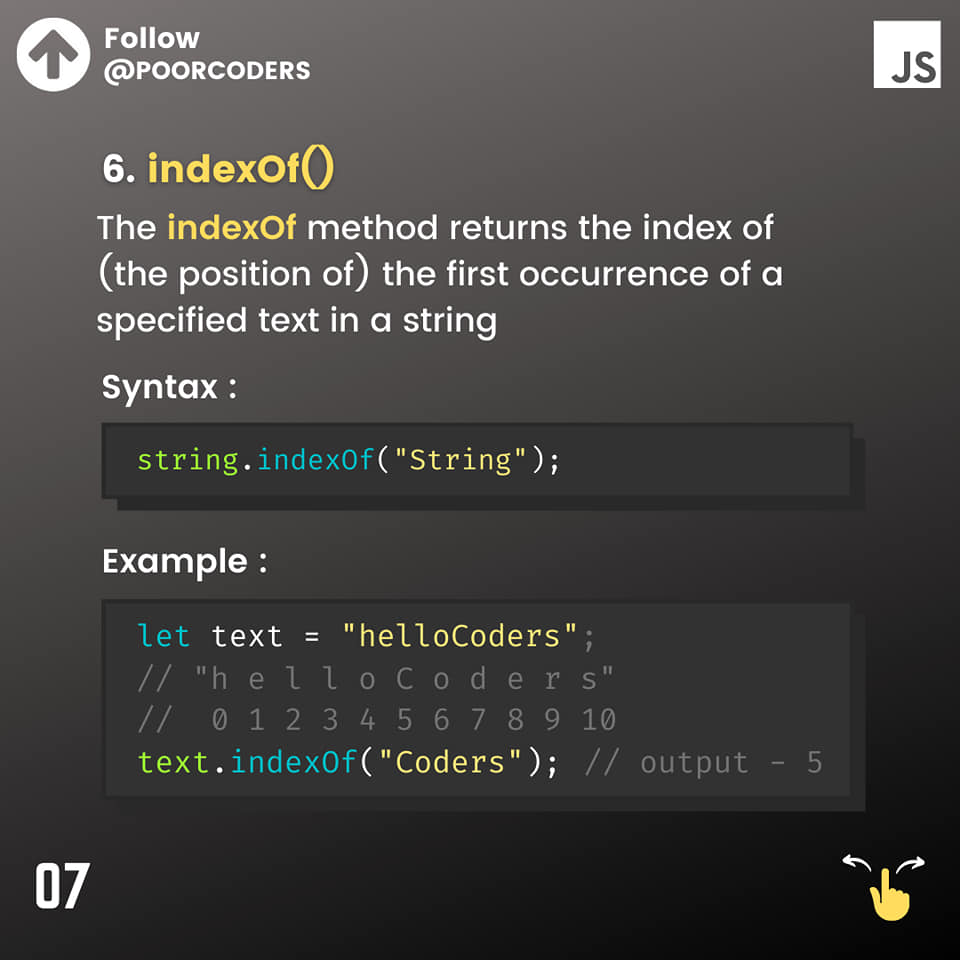 Follow
@POORCODERS
JS
6. indexOf()
The indexOf method returns the index of
(the position of) the first occurrence of a
specified text in a string
Syntax :
string.indexOf("String");
Example :
let text = "helloCoders";
// "h e l l o C o d e r s"
// 0 1 2 3 4 5 6 7 8 9 10
text.indexOf("Coders"); // output - 5
07